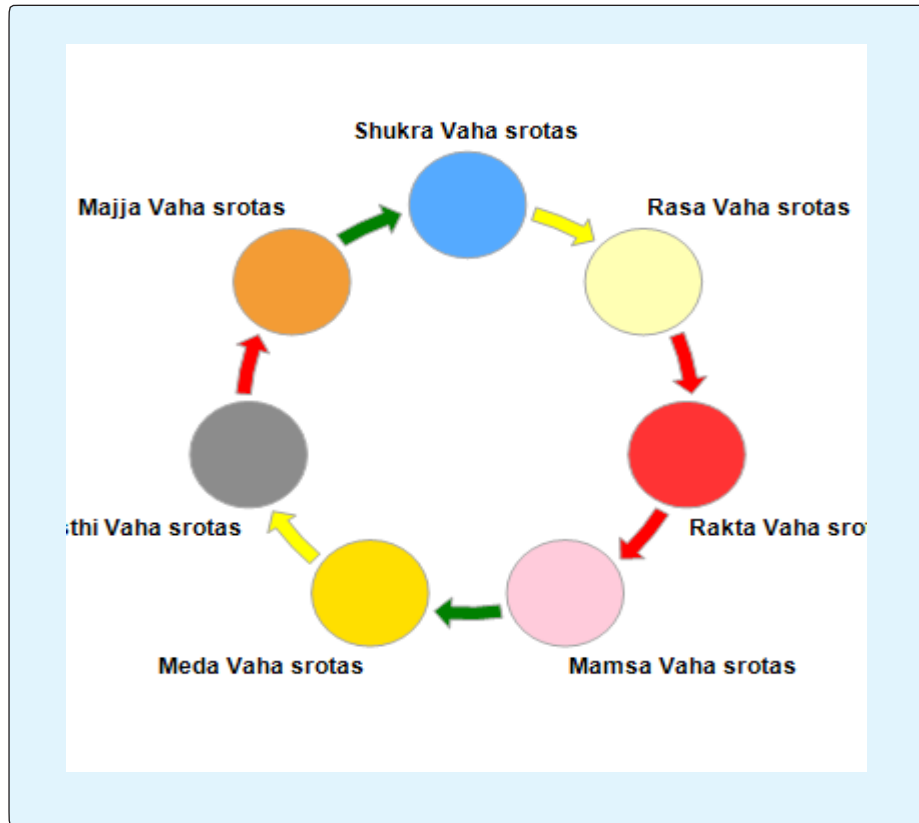 Shukra Vaha srotas
Majja Vaha srotas
Rasa Vaha srotas
sthi Vaha srotas
Rakta Vaha srot
Meda Vaha srotas
Mamsa Vaha srotas